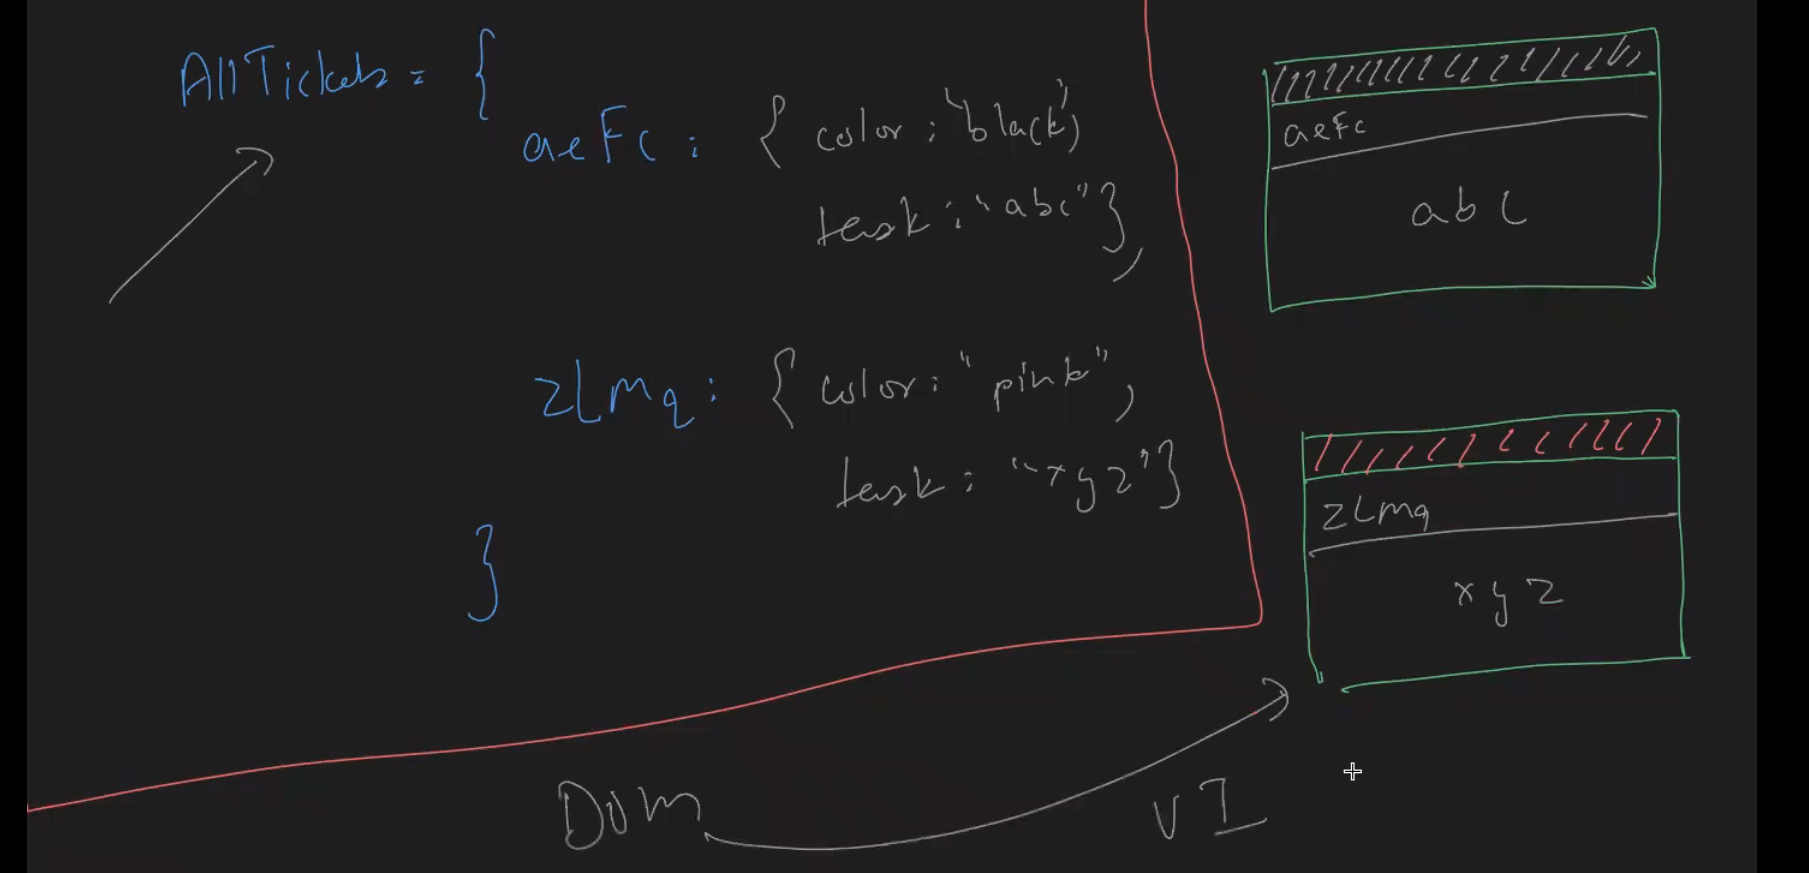 AllTickets = {
aeFc : { color : "black")
task : "abc" } ,
zLmq : { color : "pink" ,
task : "xyz" }
}
aeFc
abc
zLmq
xyz
Dom
UI